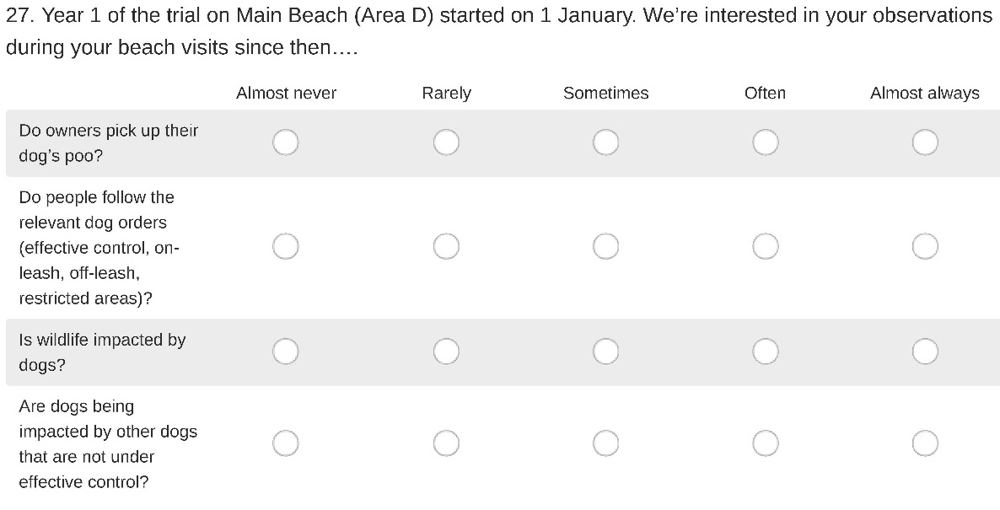 27. Year 1 of the trial on Main Beach (Area D) started on 1 January. We’re interested in your observations
during your beach visits since then….
Almost never Rarely Sometimes Often Almost always
Do owners pick up their
dog’s poo?
Do people follow the
relevant dog orders
(effective control, on-
leash, off-leash,
restricted areas)?
Is wildlife impacted by
dogs?
Are dogs being
impacted by other dogs
that are not under
effective control?